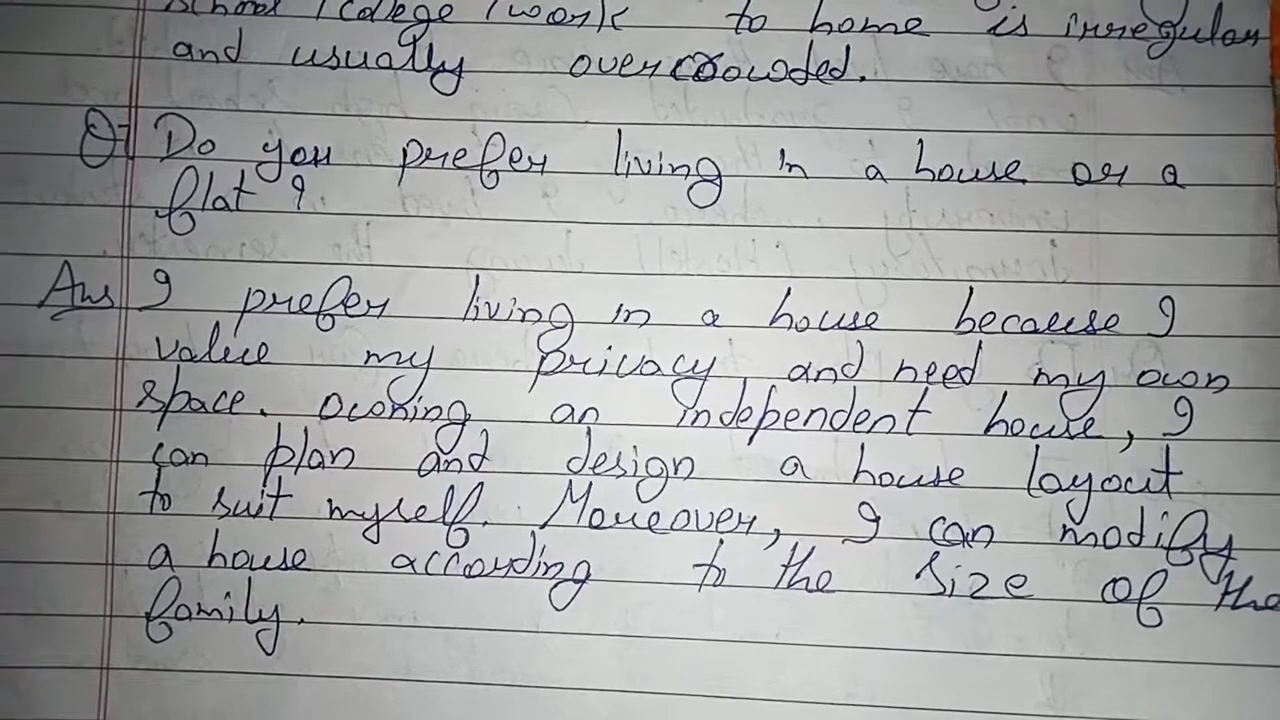 School / College / work to home is irregular
and usually overcrowded.
Q7 Do you prefer living in a house or a
flat ?
Ans I prefer living in a house because I
value my privacy and need my own
space. Owning an independent house, I
can plan and design a house layout
to suit myself. Moreover, I can modify
a house according to the size of the
family.